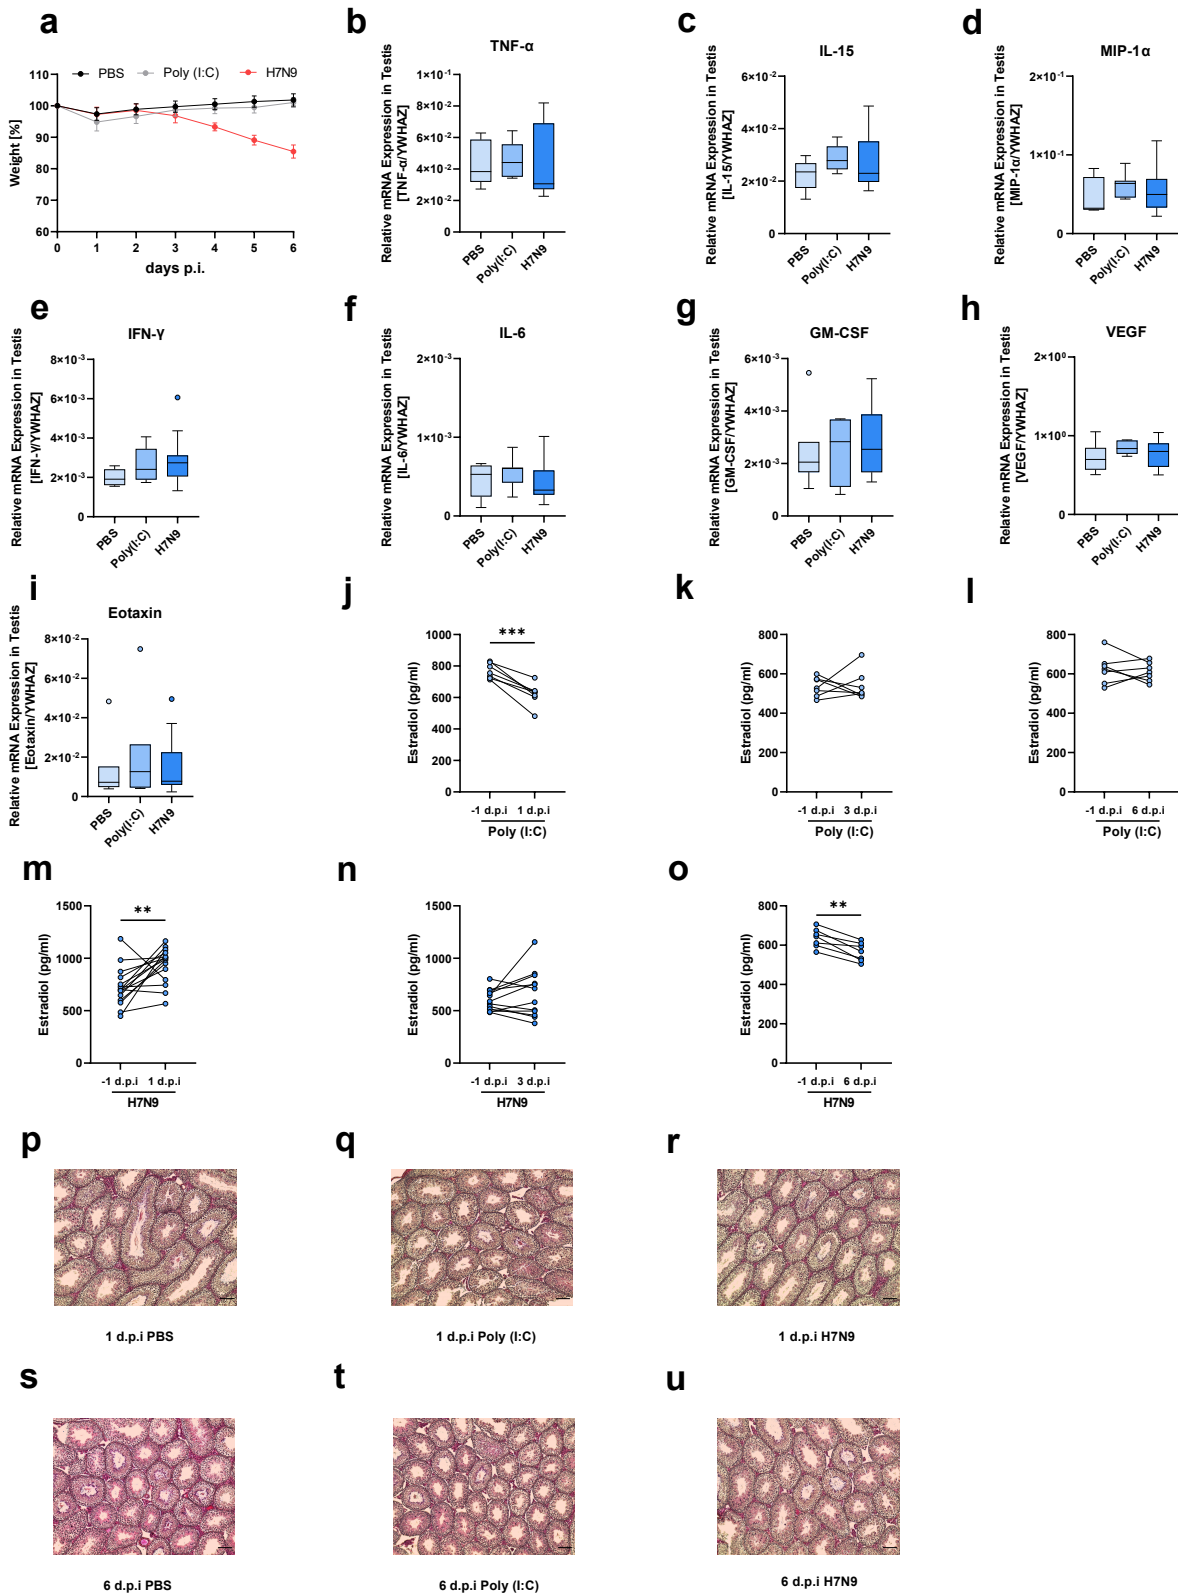 a
b
c
d
PBS
Poly (I:C)
H7N9
Weight [%]
110
100
90
80
70
60
0
1
2
3
4
5
6
days p.i.
TNF-α
Relative mRNA Expression in Testis
[TNF-α/YWHAZ]
1×10⁻¹
8×10⁻²
6×10⁻²
4×10⁻²
2×10⁻²
0
PBS
Poly(I:C)
H7N9
IL-15
Relative mRNA Expression in Testis
[IL-15/YWHAZ]
6×10⁻²
4×10⁻²
2×10⁻²
0
PBS
Poly(I:C)
H7N9
MIP-1α
Relative mRNA Expression in Testis
[MIP-1α/YWHAZ]
2×10⁻¹
1×10⁻¹
0
PBS
Poly(I:C)
H7N9
e
f
g
h
IFN-γ
Relative mRNA Expression in Testis
[IFN-γ/YWHAZ]
8×10⁻³
6×10⁻³
4×10⁻³
2×10⁻³
0
PBS
Poly(I:C)
H7N9
IL-6
Relative mRNA Expression in Testis
[IL-6/YWHAZ]
2×10⁻³
1×10⁻³
0
PBS
Poly(I:C)
H7N9
GM-CSF
Relative mRNA Expression in Testis
[GM-CSF/YWHAZ]
6×10⁻³
4×10⁻³
2×10⁻³
0
PBS
Poly(I:C)
H7N9
VEGF
Relative mRNA Expression in Testis
[VEGF/YWHAZ]
2×10⁰
1×10⁰
0
PBS
Poly(I:C)
H7N9
i
j
k
l
Eotaxin
Relative mRNA Expression in Testis
[Eotaxin/YWHAZ]
8×10⁻²
6×10⁻²
4×10⁻²
2×10⁻²
0
PBS
Poly(I:C)
H7N9
Estradiol (pg/ml)
1000
800
600
400
200
0
***
-1 d.p.i 1 d.p.i
Poly (I:C)
Estradiol (pg/ml)
800
600
400
200
0
-1 d.p.i 3 d.p.i
Poly (I:C)
Estradiol (pg/ml)
800
600
400
200
0
-1 d.p.i 6 d.p.i
Poly (I:C)
m
n
o
Estradiol (pg/ml)
1500
1000
500
0
**
-1 d.p.i 1 d.p.i
H7N9
Estradiol (pg/ml)
1500
1000
500
0
-1 d.p.i 3 d.p.i
H7N9
Estradiol (pg/ml)
800
600
400
200
0
**
-1 d.p.i 6 d.p.i
H7N9
p
q
r
1 d.p.i PBS
1 d.p.i Poly (I:C)
1 d.p.i H7N9
s
t
u
6 d.p.i PBS
6 d.p.i Poly (I:C)
6 d.p.i H7N9